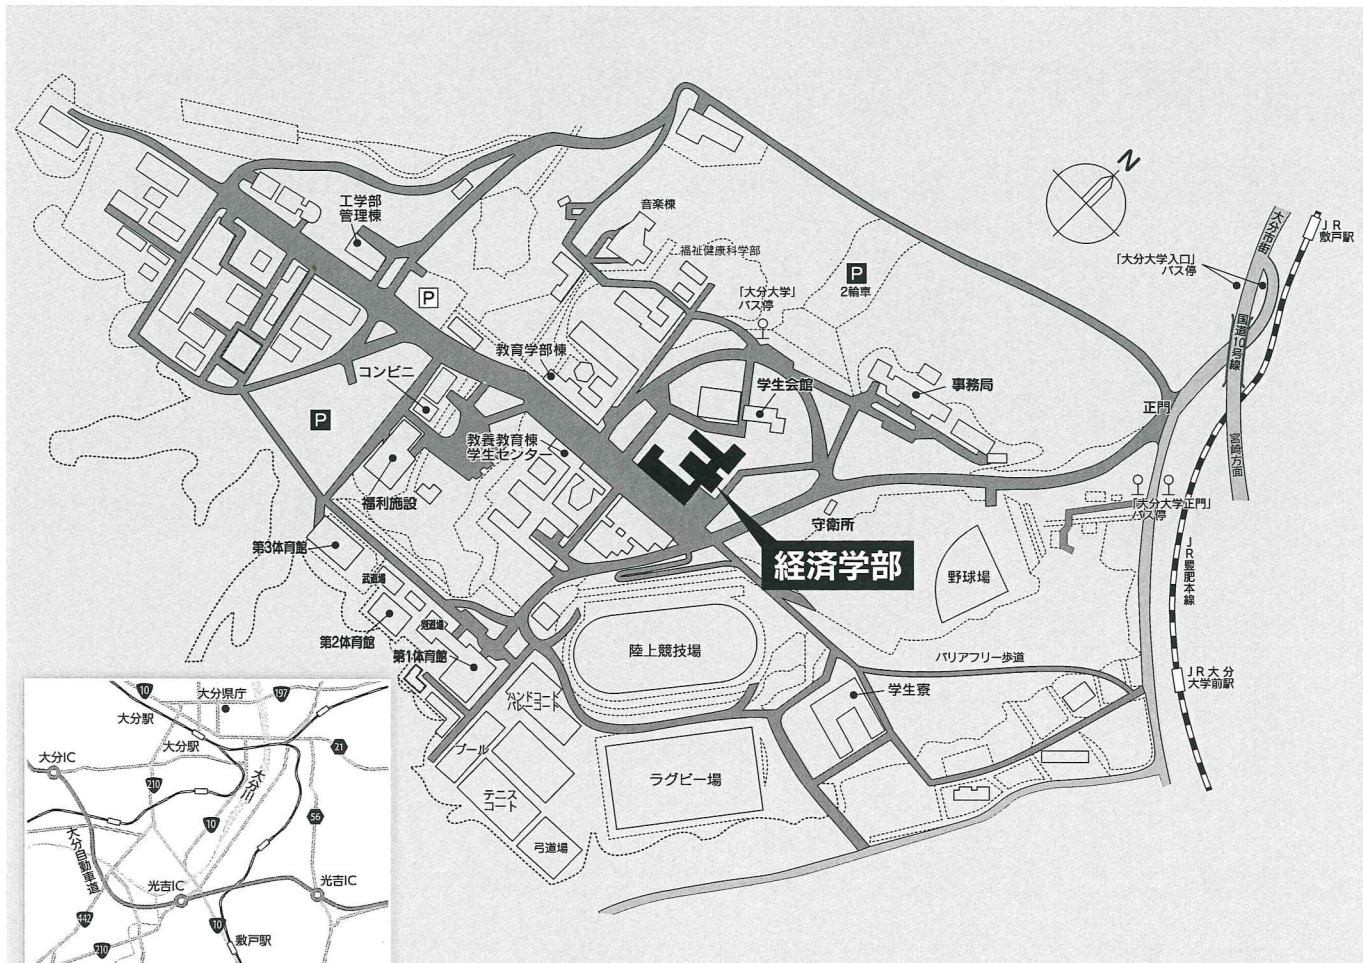 工学部
管理棟
音楽棟
福祉健康科学部
「大分大学」
バス停
P
2輪車
N
大分市街
JR
敷戸駅
「大分大学入口」
バス停
国道10号線
宮崎方面
P
教育学部棟
コンビニ
学生会館
事務局
正門
P
教養教育棟
学生センター
福利施設
守衛所
「大分大学正門」
バス停
経済学部
野球場
JR豊肥本線
第3体育館
武道場
第2体育館
第1体育館
陸上競技場
バリアフリー歩道
JR大分
大学前駅
学生寮
ハンドコート
バレーコート
プール
ラグビー場
テニス
コート
弓道場
10
大分県庁
197
大分駅
大分駅
21
大分IC
大分川
210
10
56
大分自動車道
光吉IC
光吉IC
442
10
210
敷戸駅